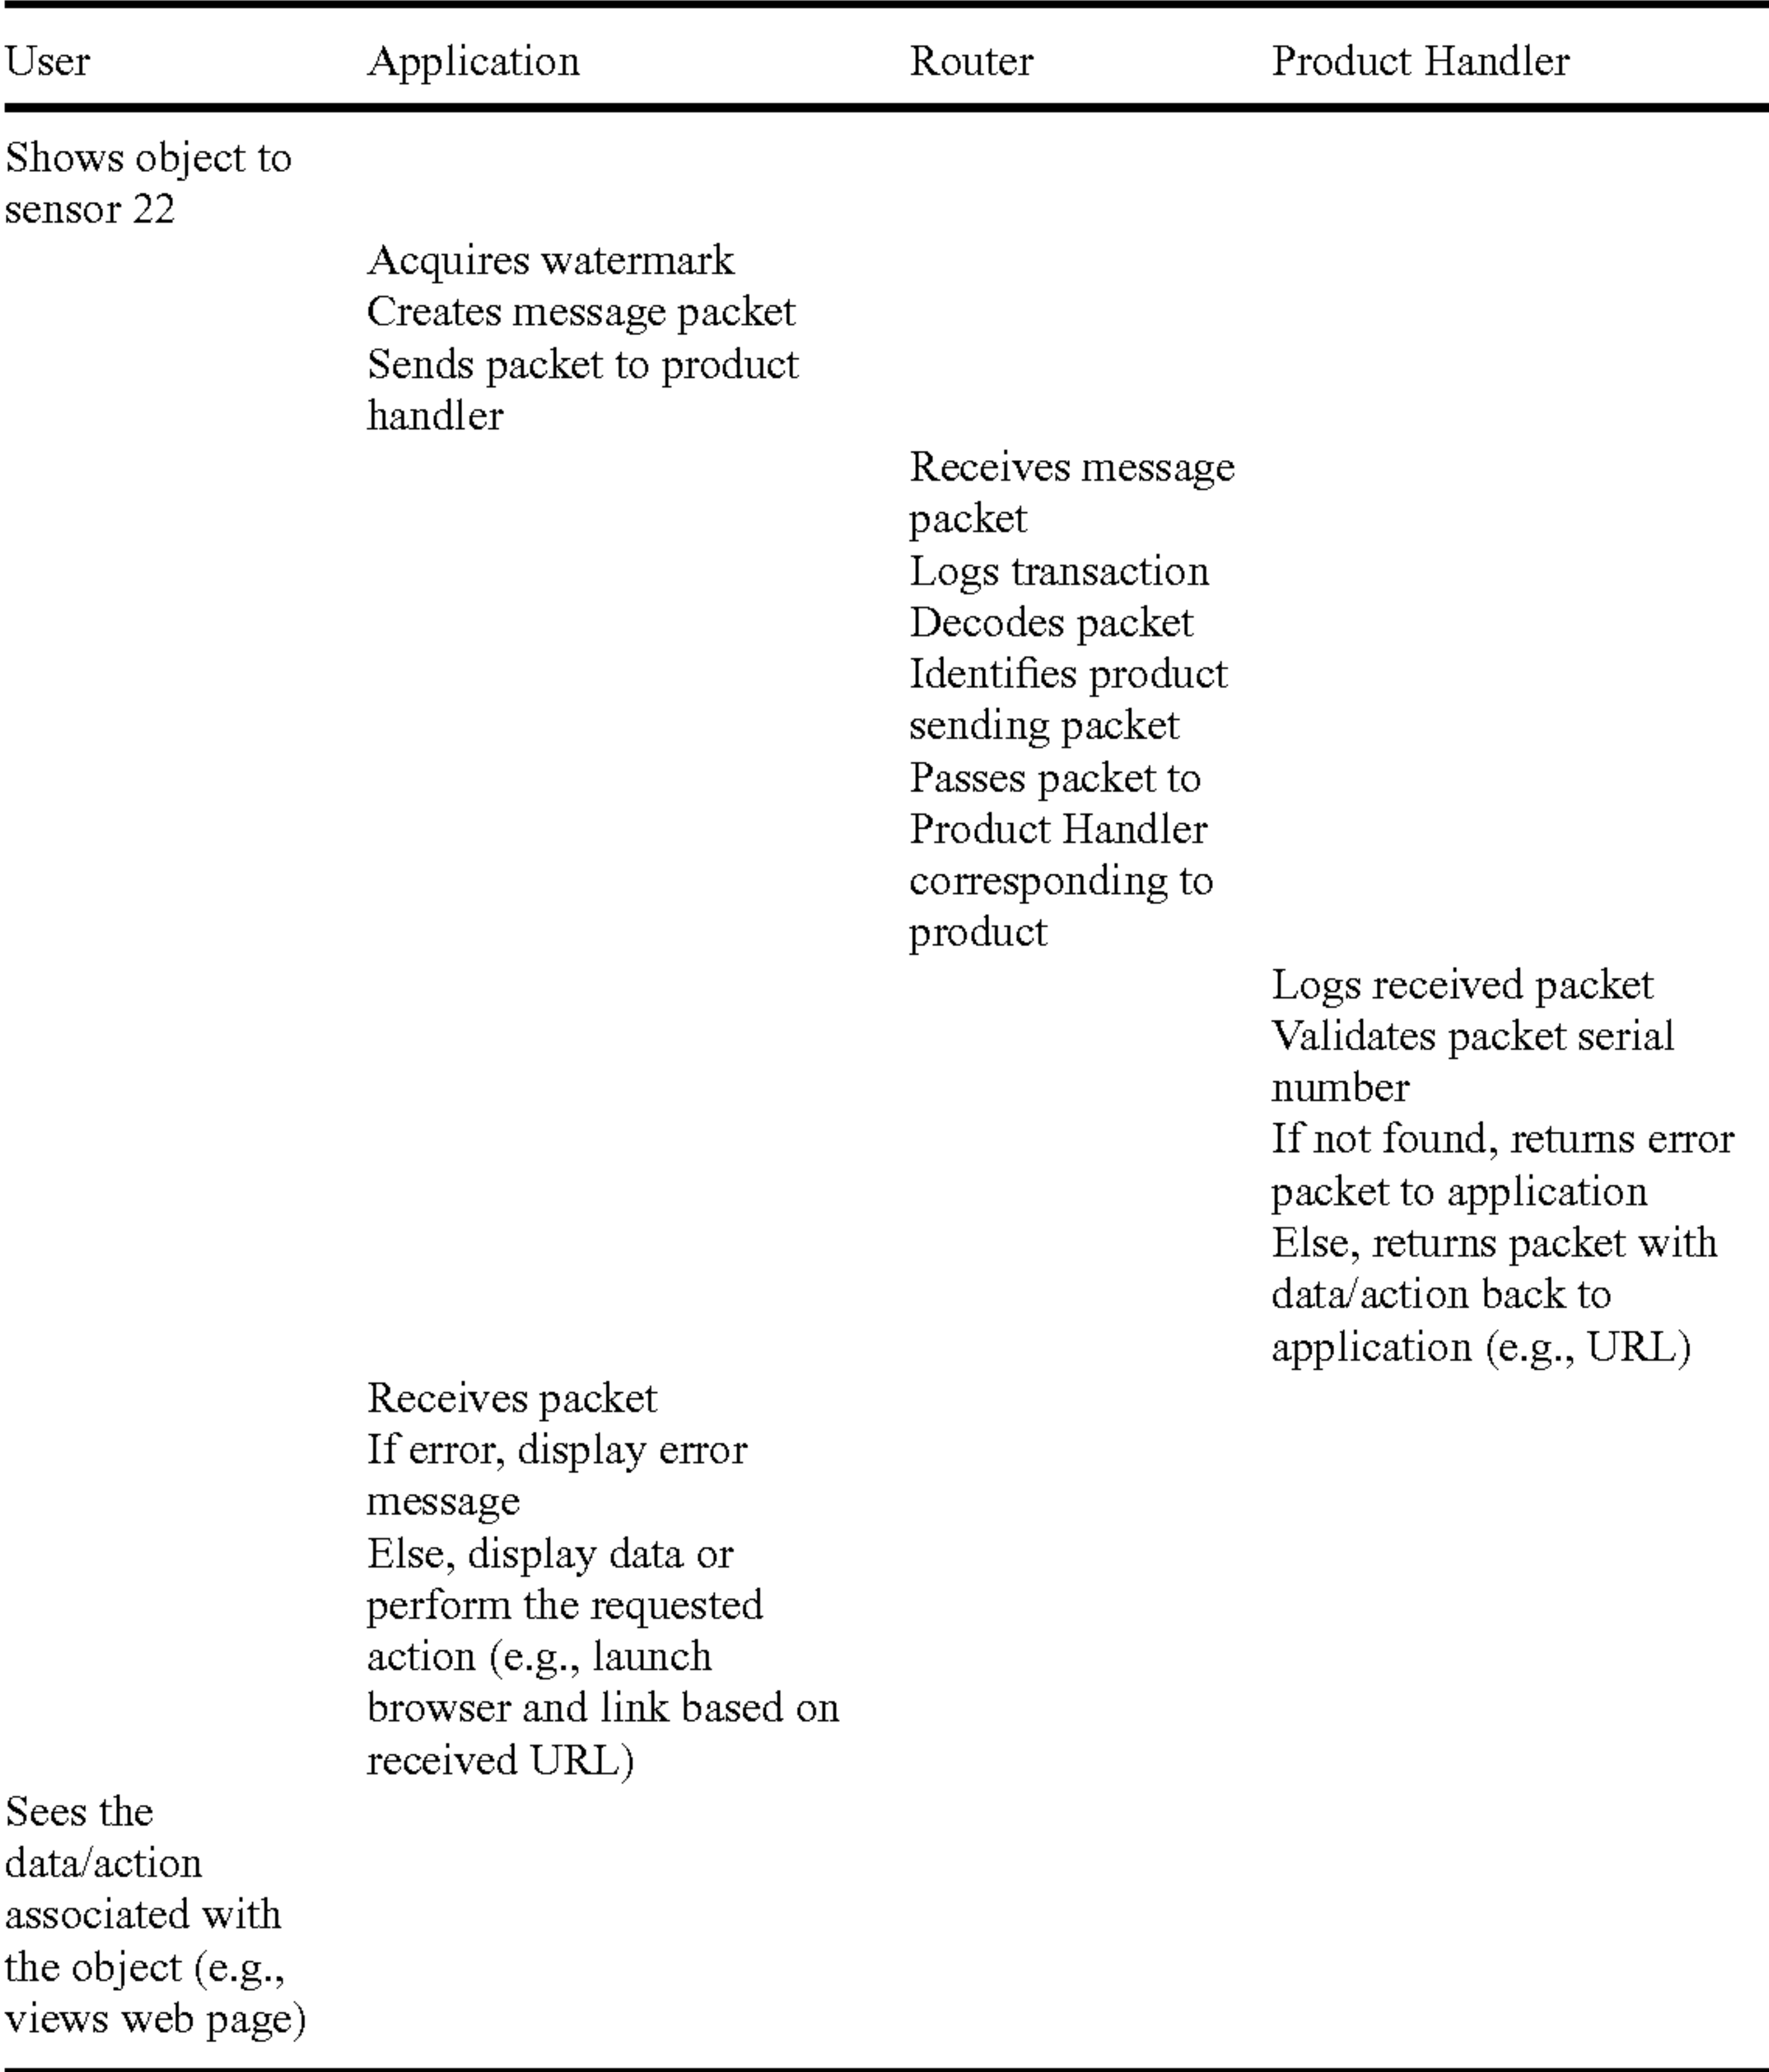 User Application Router Product Handler
Shows object to
sensor 22
Acquires watermark
Creates message packet
Sends packet to product
handler
Receives message
packet
Logs transaction
Decodes packet
Identifies product
sending packet
Passes packet to
Product Handler
corresponding to
product
Logs received packet
Validates packet serial
number
If not found, returns error
packet to application
Else, returns packet with
data/action back to
application (e.g., URL)
Receives packet
If error, display error
message
Else, display data or
perform the requested
action (e.g., launch
browser and link based on
received URL)
Sees the
data/action
associated with
the object (e.g.,
views web page)